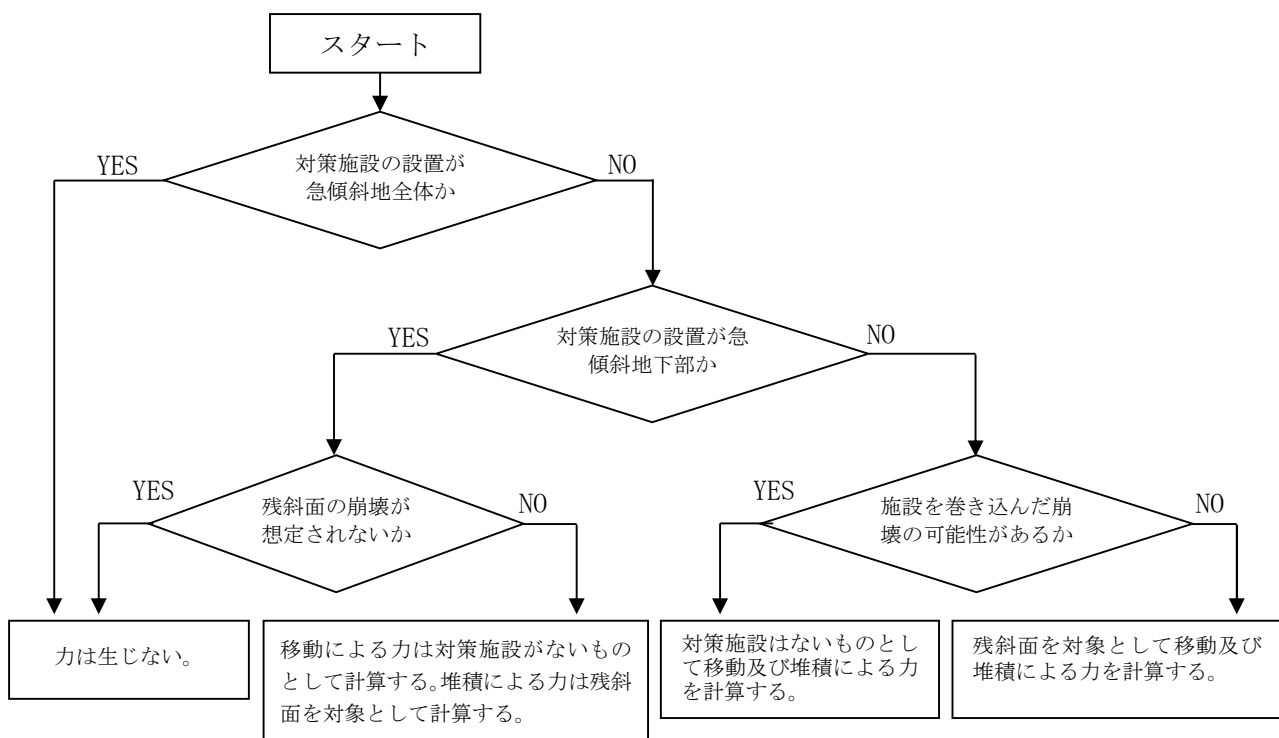 スタート
YES
対策施設の設置が
急傾斜地全体か
NO
YES
対策施設の設置が急
傾斜地下部か
NO
YES
残斜面の崩壊が
想定されないか
NO
YES
施設を巻き込んだ崩
壊の可能性があるか
NO
力は生じない。
移動による力は対策施設がないもの
として計算する。堆積による力は残斜
面を対象として計算する。
対策施設はないものとし
て移動及び堆積による力
を計算する。
残斜面を対象として移動及び
堆積による力を計算する。